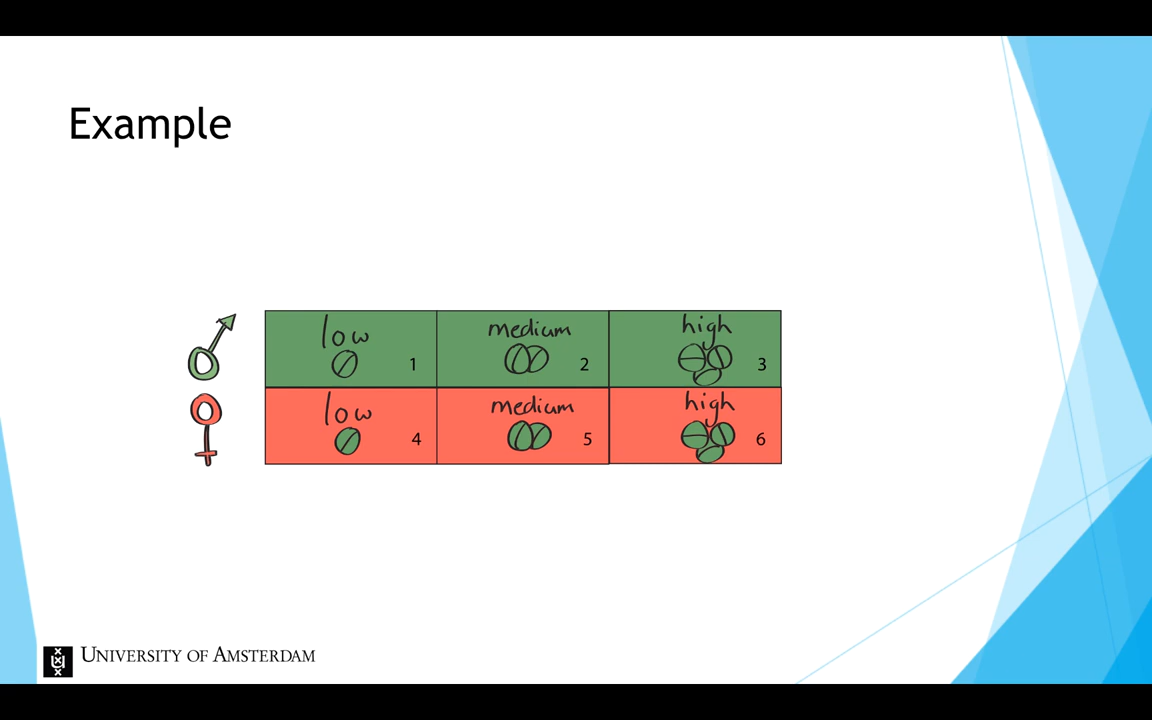 Example
low
medium
high
1
2
3
low
medium
high
4
5
6
UNIVERSITY OF AMSTERDAM